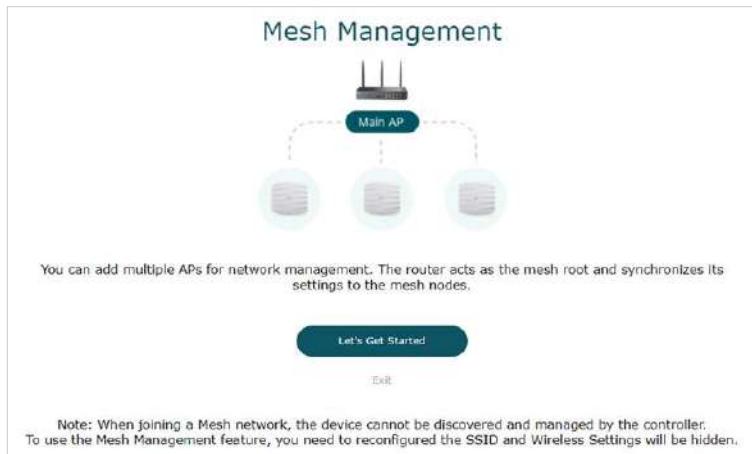 Mesh Management
Main AP
You can add multiple APs for network management. The router acts as the mesh root and synchronizes its
settings to the mesh nodes.
Let's Get Started
Exit
Note: When joining a Mesh network, the device cannot be discovered and managed by the controller.
To use the Mesh Management feature, you need to reconfigured the SSID and Wireless Settings will be hidden.